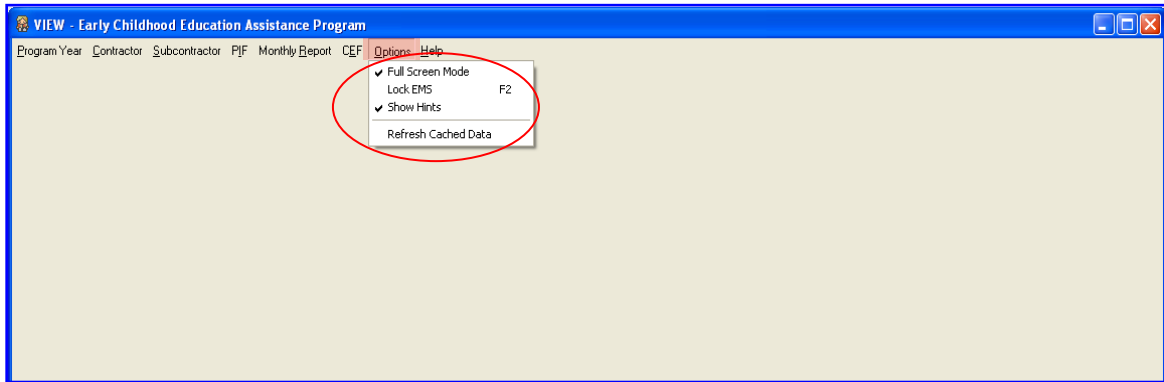 VIEW - Early Childhood Education Assistance Program
Program Year Contractor Subcontractor PIF Monthly Report CEF Options Help
Full Screen Mode
Lock EMS F2
Show Hints
Refresh Cached Data